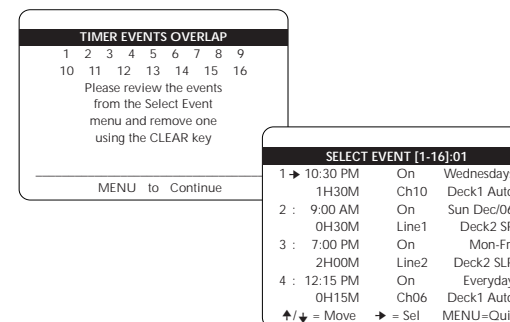 TIMER EVENTS OVERLAP
1 2 3 4 5 6 7 8 9
10 11 12 13 14 15 16
Please review the events
from the Select Event
menu and remove one
using the CLEAR key
MENU to Continue
SELECT EVENT [1-16]:01
1 → 10:30 PM On Wednesday
1H30M Ch10 Deck1 Auto
2 : 9:00 AM On Sun Dec/06
0H30M Line1 Deck2 SP
3 : 7:00 PM On Mon-Fr
2H00M Line2 Deck2 SLP
4 : 12:15 PM On Everyday
0H15M Ch06 Deck1 Auto
↑/↓ = Move → = Sel MENU=Qui